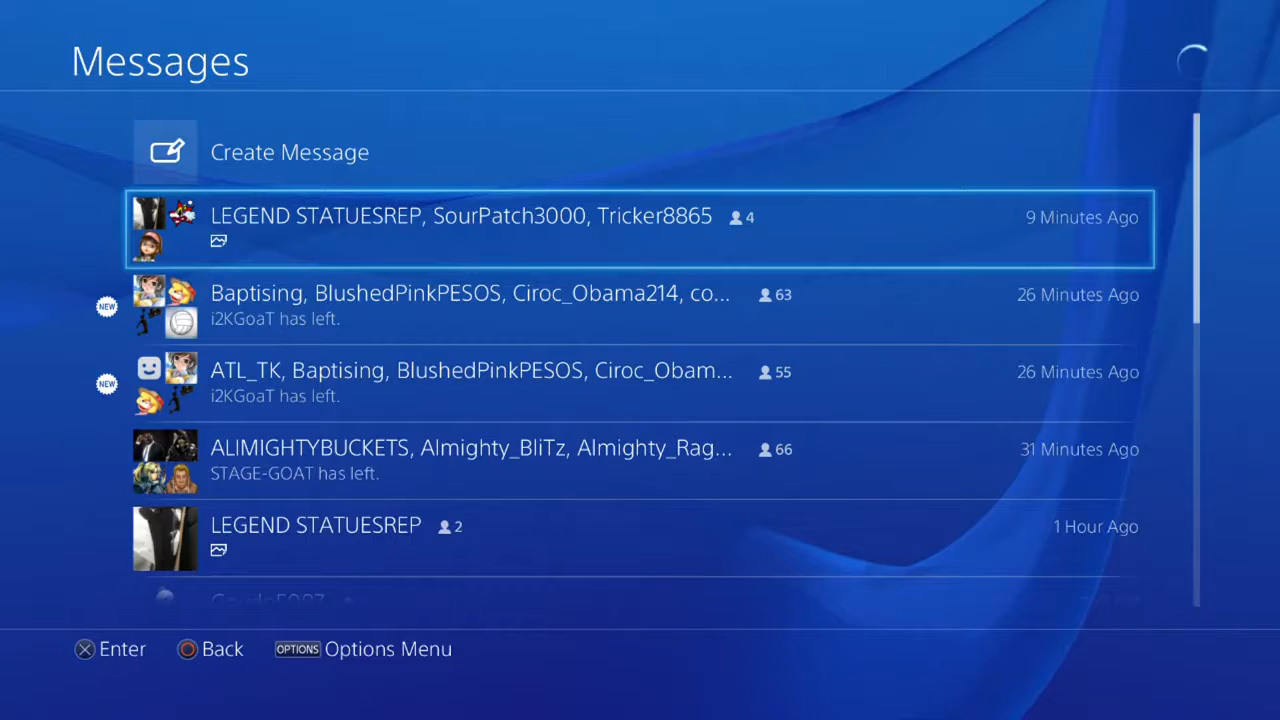 Messages
Create Message
LEGEND STATUESREP, SourPatch3000, Tricker8865 4 9 Minutes Ago
NEW Baptising, BlushedPinkPESOS, Ciroc_Obama214, co... 63 26 Minutes Ago
i2KGoaT has left.
NEW ATL_TK, Baptising, BlushedPinkPESOS, Ciroc_Obam... 55 26 Minutes Ago
i2KGoaT has left.
ALIMIGHTYBUCKETS, Almighty_BliTz, Almighty_Rag... 66 31 Minutes Ago
STAGE-GOAT has left.
LEGEND STATUESREP 2 1 Hour Ago
Enter Back OPTIONS Options Menu